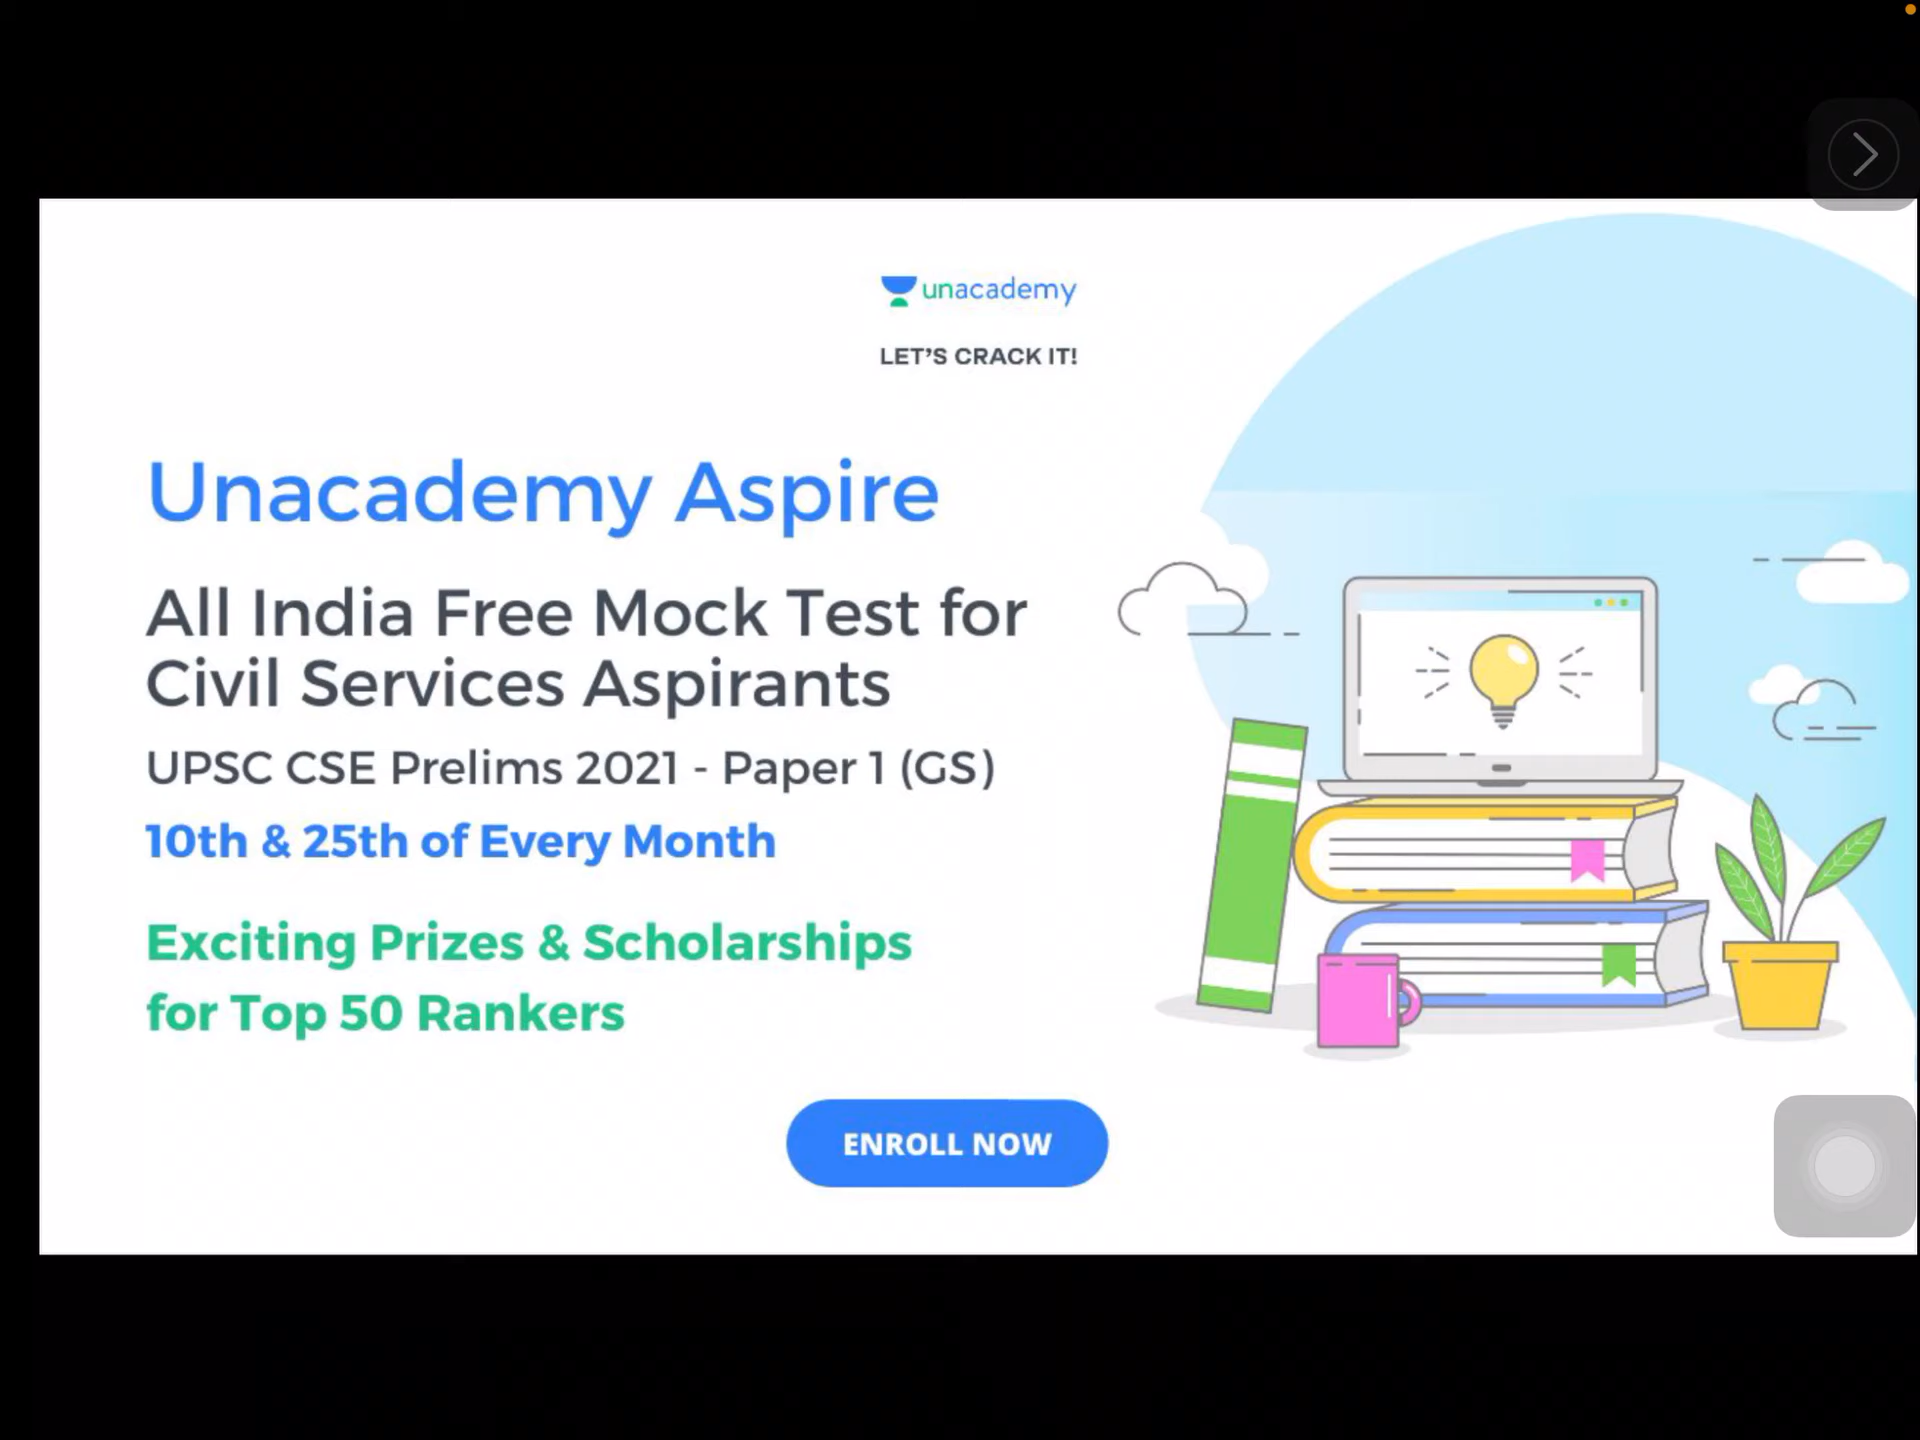 unacademy
LET'S CRACK IT!
Unacademy Aspire
All India Free Mock Test for
Civil Services Aspirants
UPSC CSE Prelims 2021 - Paper 1 (GS)
10th & 25th of Every Month
Exciting Prizes & Scholarships
for Top 50 Rankers
ENROLL NOW